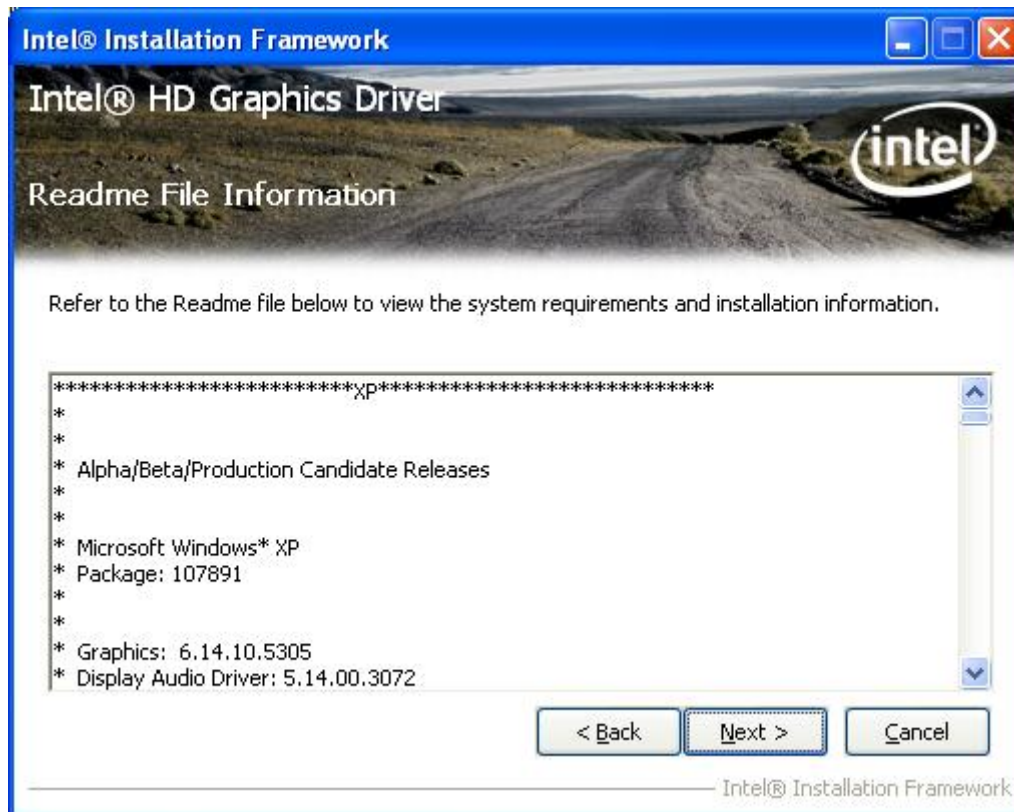 Intel® Installation Framework
Intel® HD Graphics Driver
intel
Readme File Information
Refer to the Readme file below to view the system requirements and installation information.
***************************XP****************************
*
*
* Alpha/Beta/Production Candidate Releases
*
*
* Microsoft Windows* XP
* Package: 107891
*
*
* Graphics: 6.14.10.5305
* Display Audio Driver: 5.14.00.3072
< Back
Next >
Cancel
Intel® Installation Framework